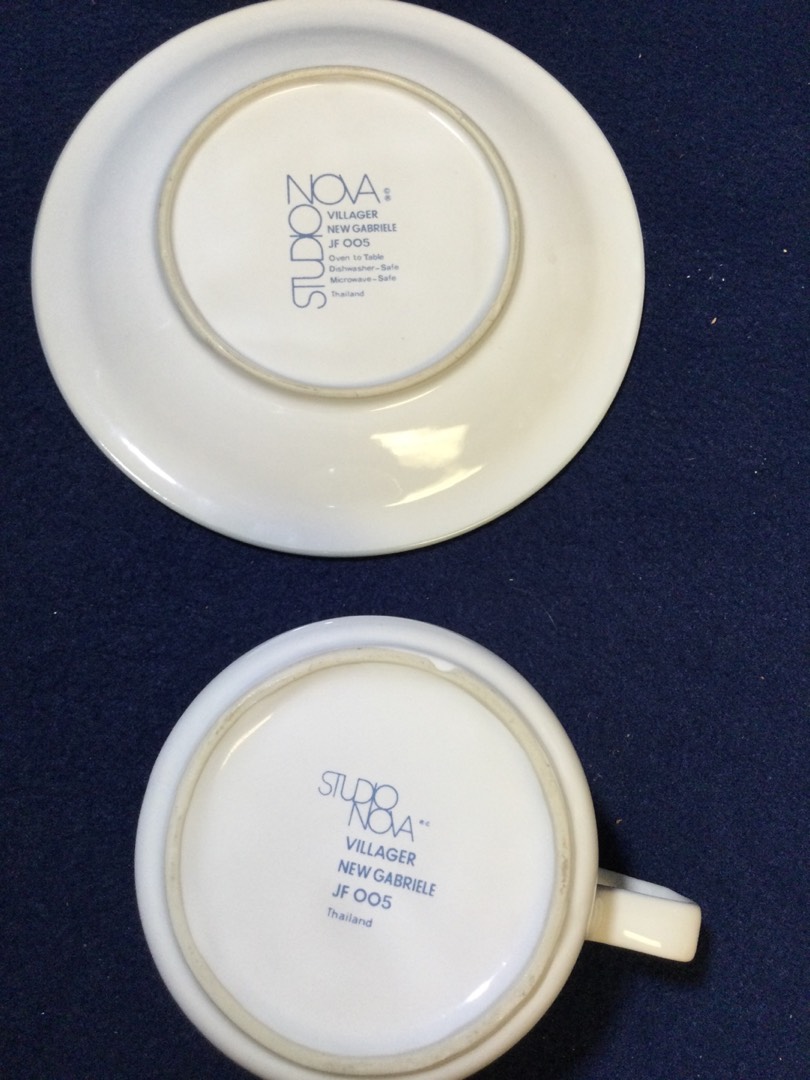 STUDIO NOVA ®©
VILLAGER
NEW GABRIELE
JF 005
Oven to Table
Dishwasher-Safe
Microwave-Safe
Thailand
STUDIO
NOVA ®©
VILLAGER
NEW GABRIELE
JF 005
Thailand